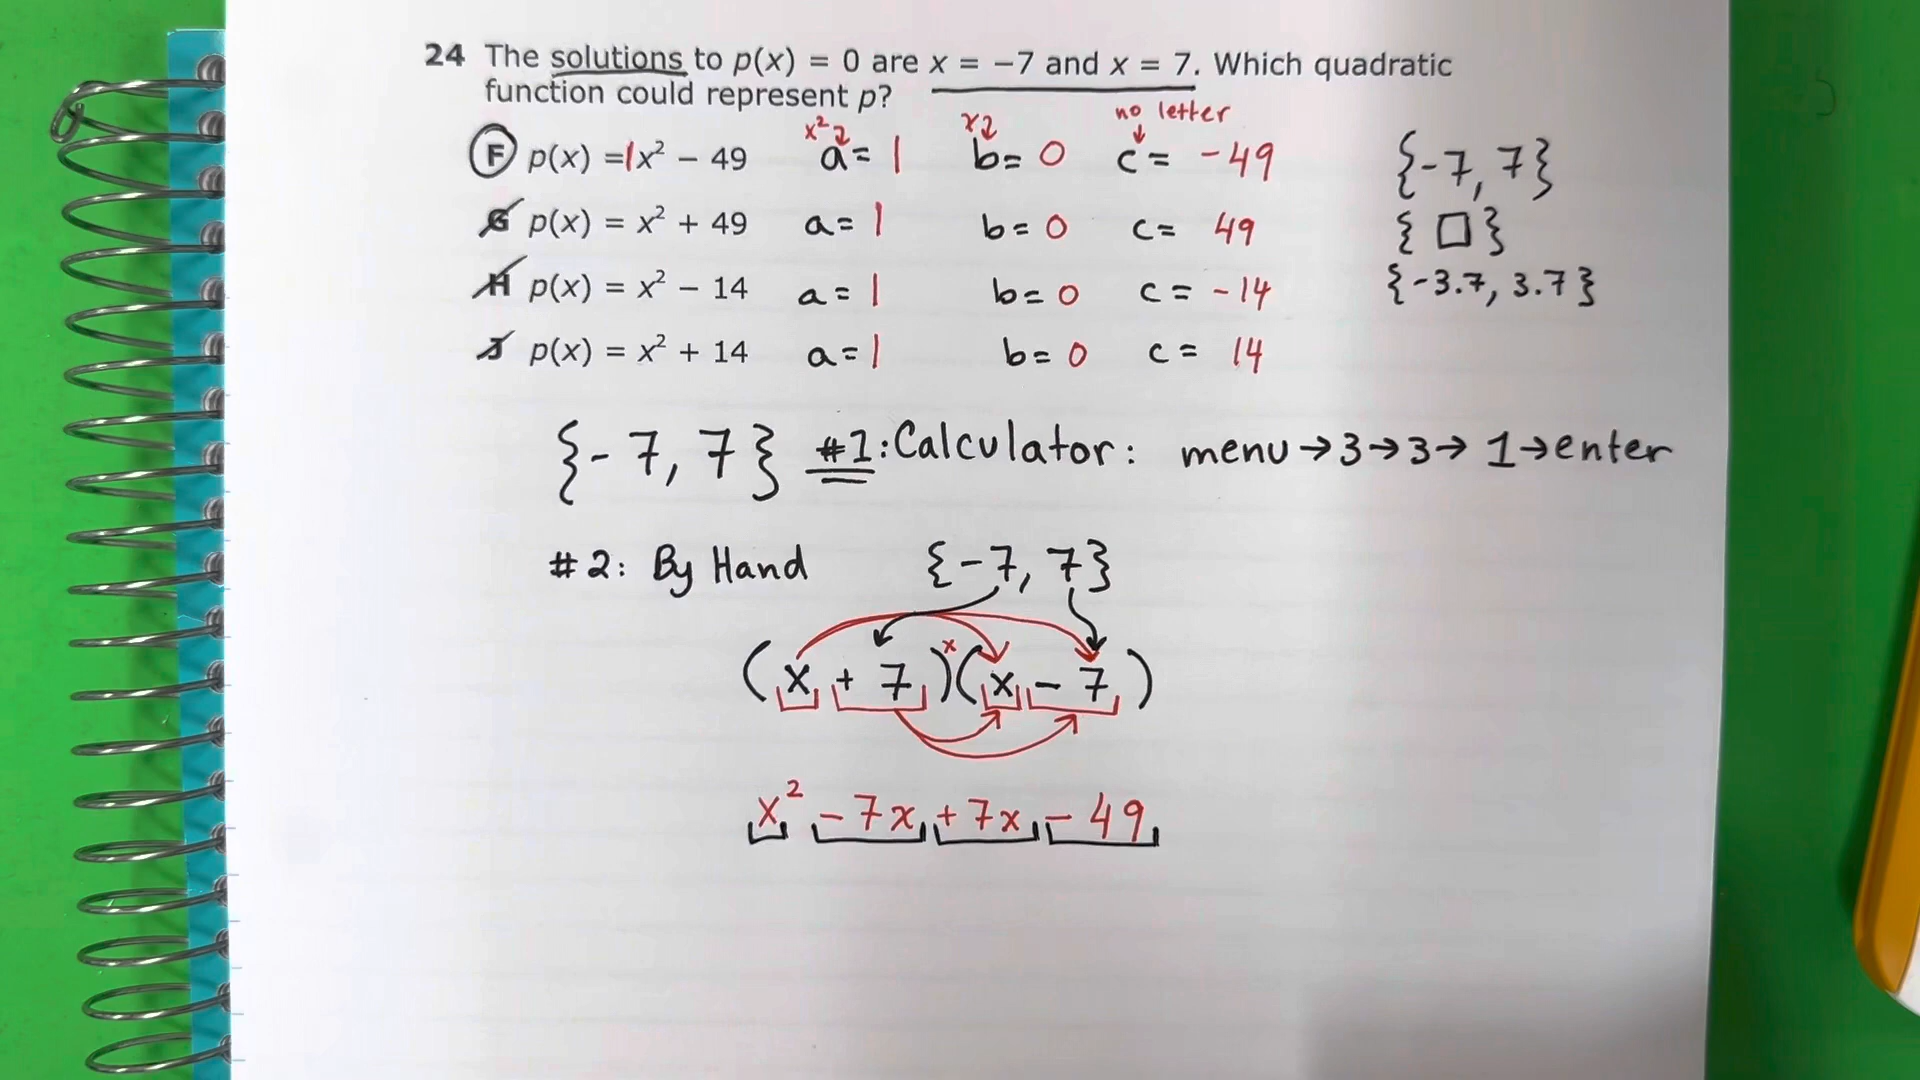 24 The solutions to p(x) = 0 are x = −7 and x = 7. Which quadratic
function could represent p?
no letter
x² 2 x 2
F p(x) =1x² − 49 a= 1 b= 0 c= -49 {-7, 7}
G p(x) = x² + 49 a= 1 b= 0 c= 49 { □ }
H p(x) = x² − 14 a= 1 b= 0 c= -14 {-3.7, 3.7}
J p(x) = x² + 14 a= 1 b= 0 c= 14
{-7, 7} #1: Calculator: menu→3→3→ 1→enter
#2: By Hand {-7, 7}
(x + 7)ˣ(x - 7)
x² - 7x + 7x - 49